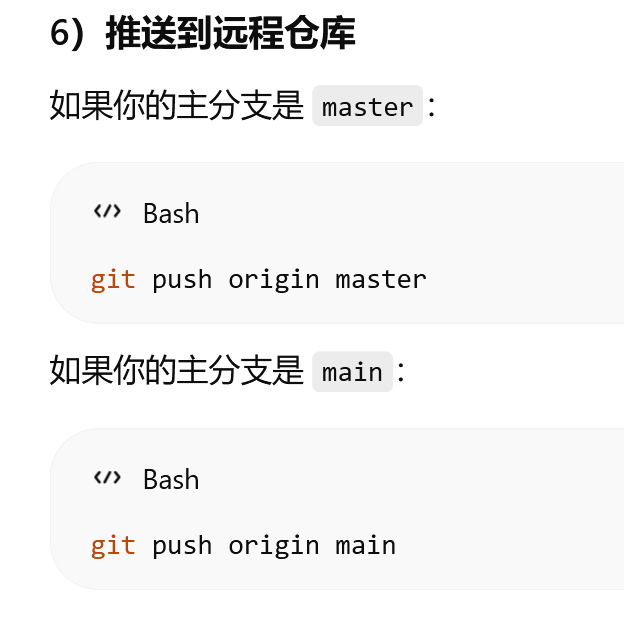 6）推送到远程仓库
如果你的主分支是 master：
</> Bash
git push origin master
如果你的主分支是 main：
</> Bash
git push origin main